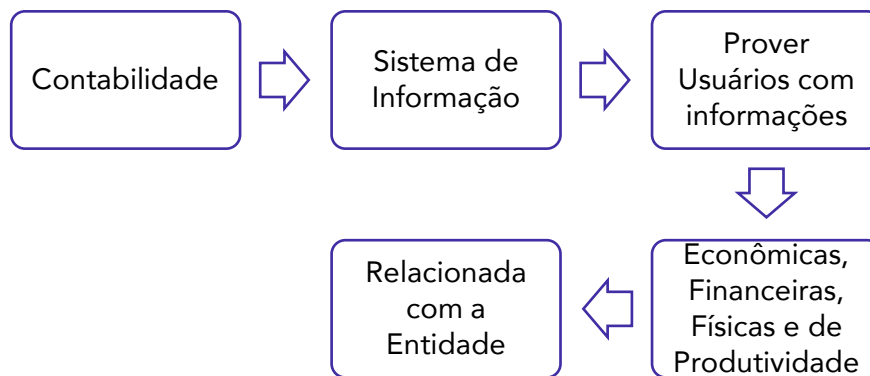 Contabilidade
Sistema de
Informação
Prover
Usuários com
informações
Econômicas,
Financeiras,
Físicas e de
Produtividade
Relacionada
com a
Entidade